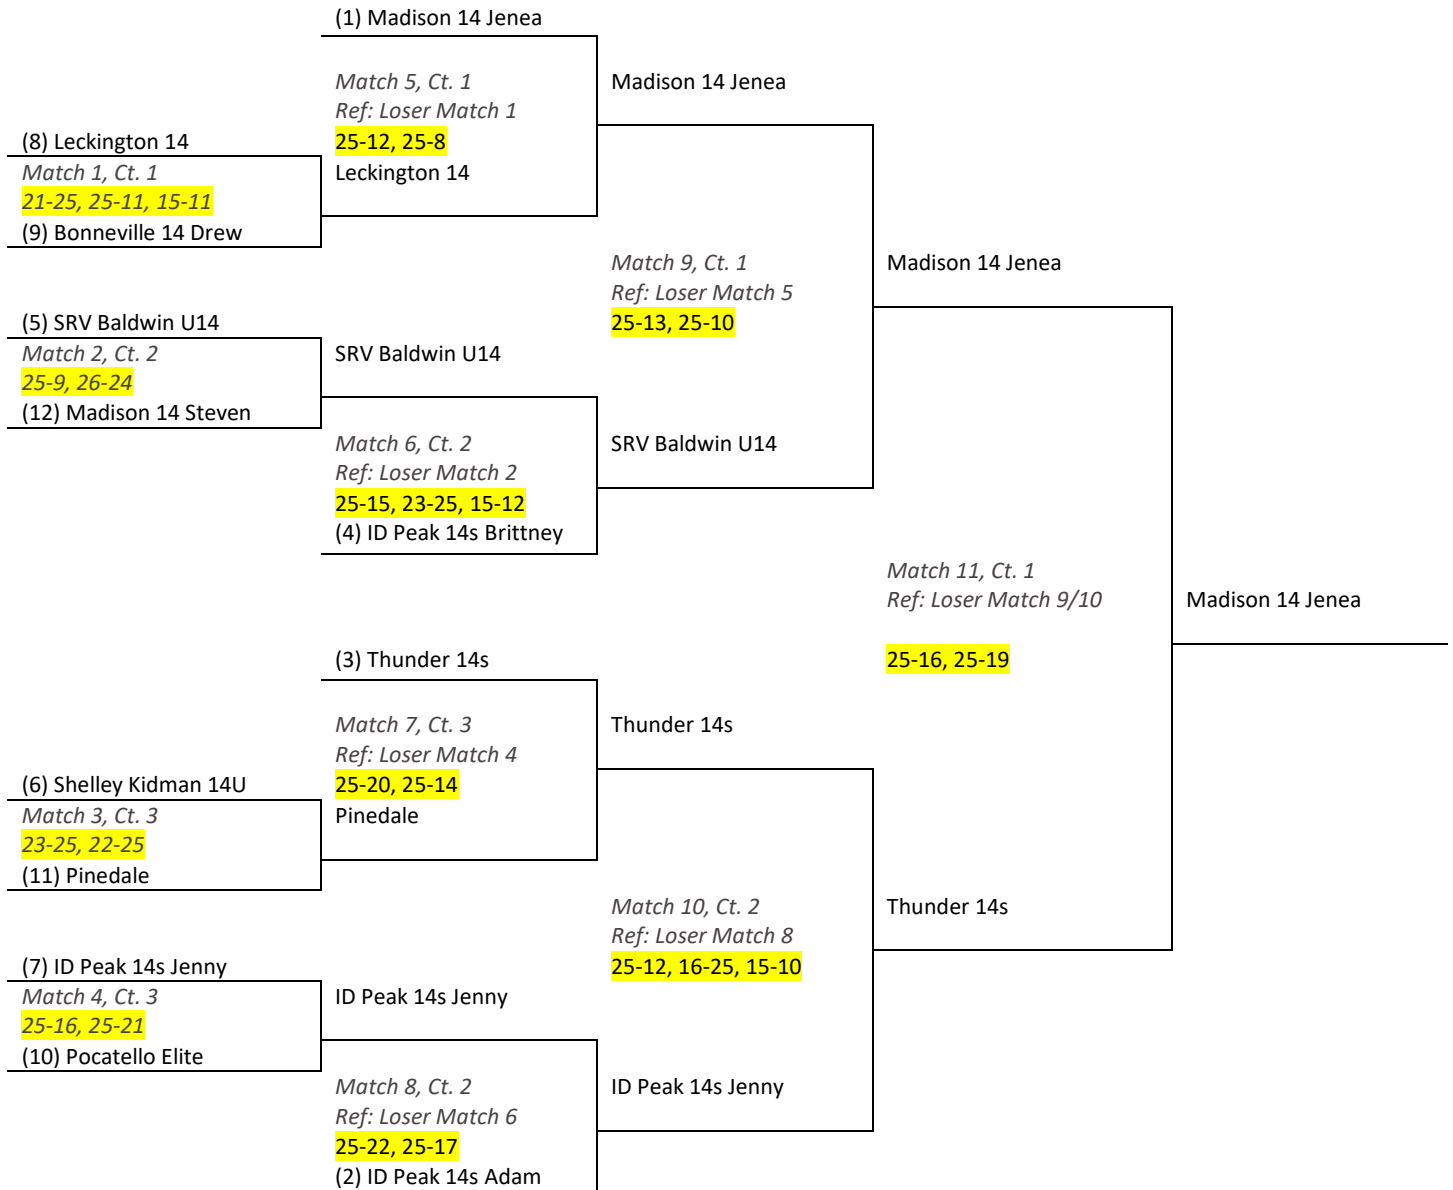 (1) Madison 14 Jenea
Match 5, Ct. 1
Ref: Loser Match 1
25-12, 25-8
Leckington 14
(8) Leckington 14
Match 1, Ct. 1
21-25, 25-11, 15-11
(9) Bonneville 14 Drew
(5) SRV Baldwin U14
Match 2, Ct. 2
25-9, 26-24
(12) Madison 14 Steven
SRV Baldwin U14
Match 6, Ct. 2
Ref: Loser Match 2
25-15, 23-25, 15-12
(4) ID Peak 14s Brittney
Madison 14 Jenea
Match 9, Ct. 1
Ref: Loser Match 5
25-13, 25-10
SRV Baldwin U14
Madison 14 Jenea
Match 11, Ct. 1
Ref: Loser Match 9/10
25-16, 25-19
Madison 14 Jenea
(3) Thunder 14s
Match 7, Ct. 3
Ref: Loser Match 4
25-20, 25-14
Pinedale
(6) Shelley Kidman 14U
Match 3, Ct. 3
23-25, 22-25
(11) Pinedale
(7) ID Peak 14s Jenny
Match 4, Ct. 3
25-16, 25-21
(10) Pocatello Elite
ID Peak 14s Jenny
Match 8, Ct. 2
Ref: Loser Match 6
25-22, 25-17
(2) ID Peak 14s Adam
Thunder 14s
Match 10, Ct. 2
Ref: Loser Match 8
25-12, 16-25, 15-10
ID Peak 14s Jenny
Thunder 14s